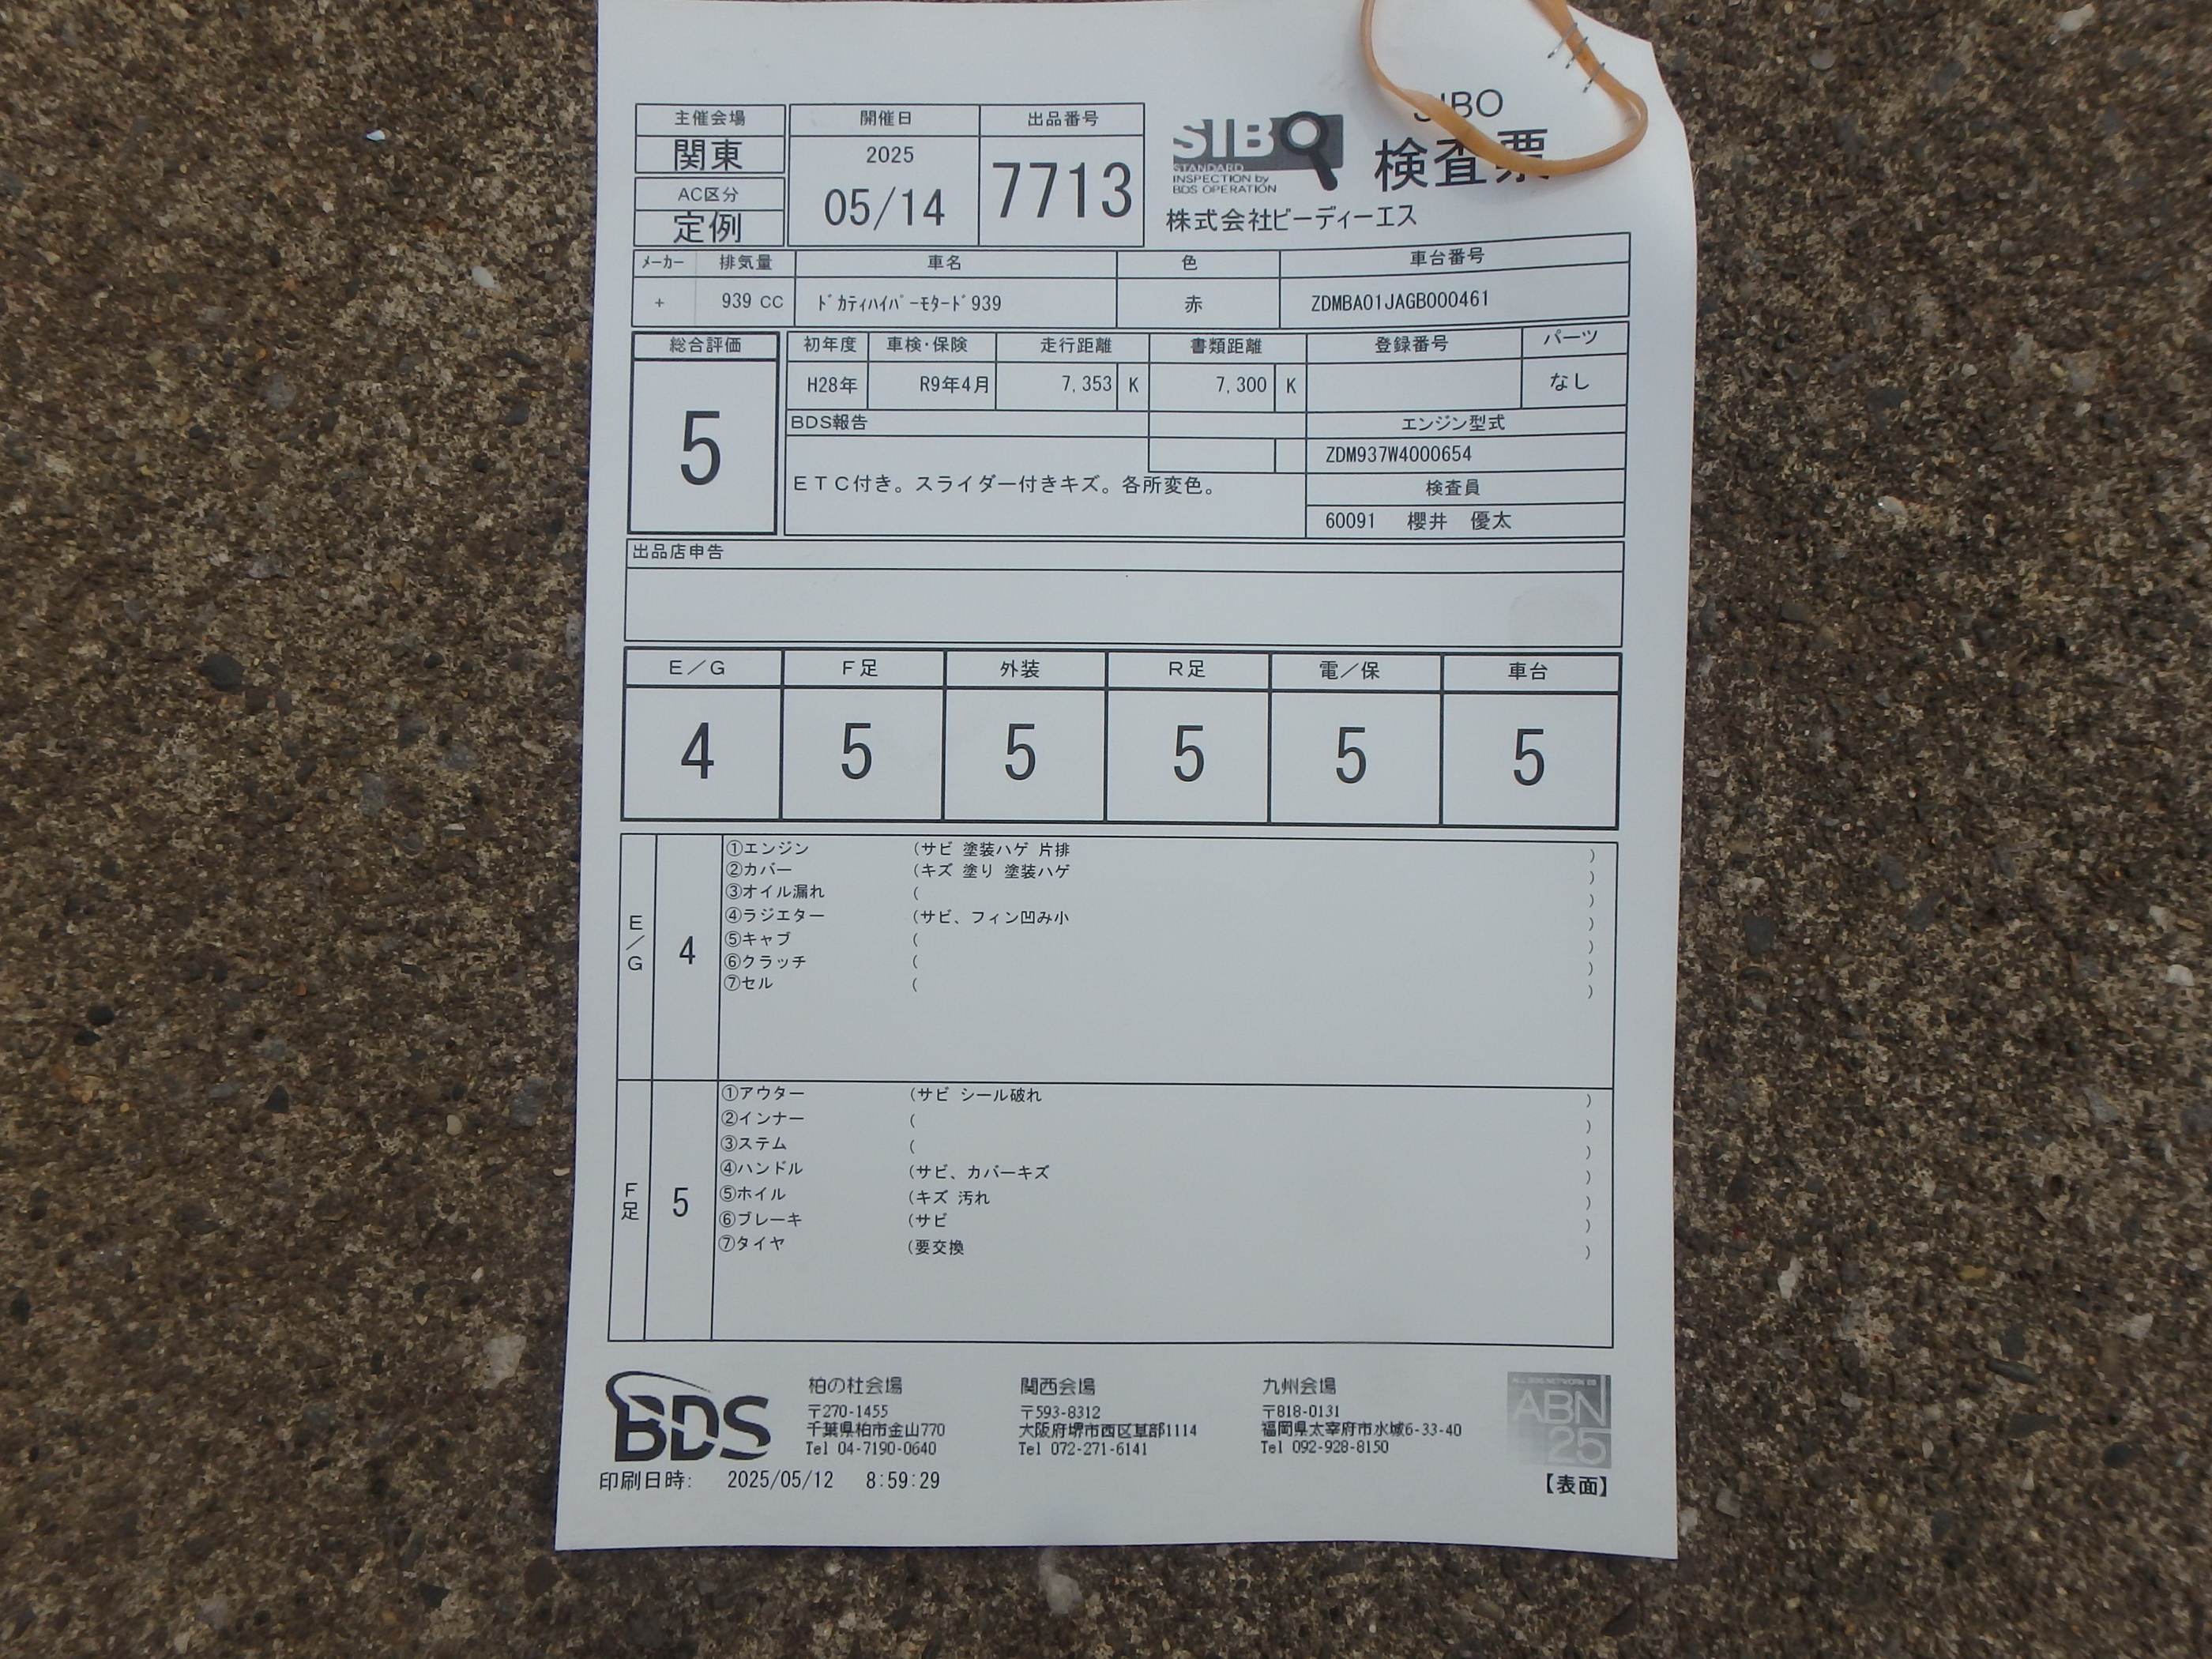 主催会場 開催日 出品番号
関東 2025 05/14 7713
AC区分
定例
SIBO
STANDARD
INSPECTION by
BDS OPERATION
検査票
株式会社ビーディーエス
ﾒｰｶｰ 排気量 車名 色 車台番号
+ 939 CC ﾄﾞｶﾃｨﾊｲﾊﾟｰﾓﾀｰﾄﾞ939 赤 ZDMBA01JAGB000461
総合評価 初年度 車検・保険 走行距離 書類距離 登録番号 パーツ
5 H28年 R9年4月 7,353 K 7,300 K なし
BDS報告 エンジン型式
ZDM937W4000654
ＥＴＣ付き。スライダー付きキズ。各所変色。
検査員
60091 櫻井 優太
出品店申告
Ｅ／Ｇ Ｆ足 外装 Ｒ足 電／保 車台
4 5 5 5 5 5
Ｅ／Ｇ 4
①エンジン (サビ 塗装ハゲ 片排 )
②カバー (キズ 塗り 塗装ハゲ )
③オイル漏れ ( )
④ラジエター (サビ、フィン凹み小 )
⑤キャブ ( )
⑥クラッチ ( )
⑦セル ( )
Ｆ足 5
①アウター (サビ シール破れ )
②インナー ( )
③ステム ( )
④ハンドル (サビ、カバーキズ )
⑤ホイル (キズ 汚れ )
⑥ブレーキ (サビ )
⑦タイヤ (要交換 )
BDS
柏の杜会場 関西会場 九州会場
〒270-1455 〒593-8312 〒818-0131
千葉県柏市金山770 大阪府堺市西区草部1114 福岡県太宰府市水城6-33-40
Tel 04-7190-0640 Tel 072-271-6141 Tel 092-928-8150
ABN
25
印刷日時: 2025/05/12 8:59:29 【表面】